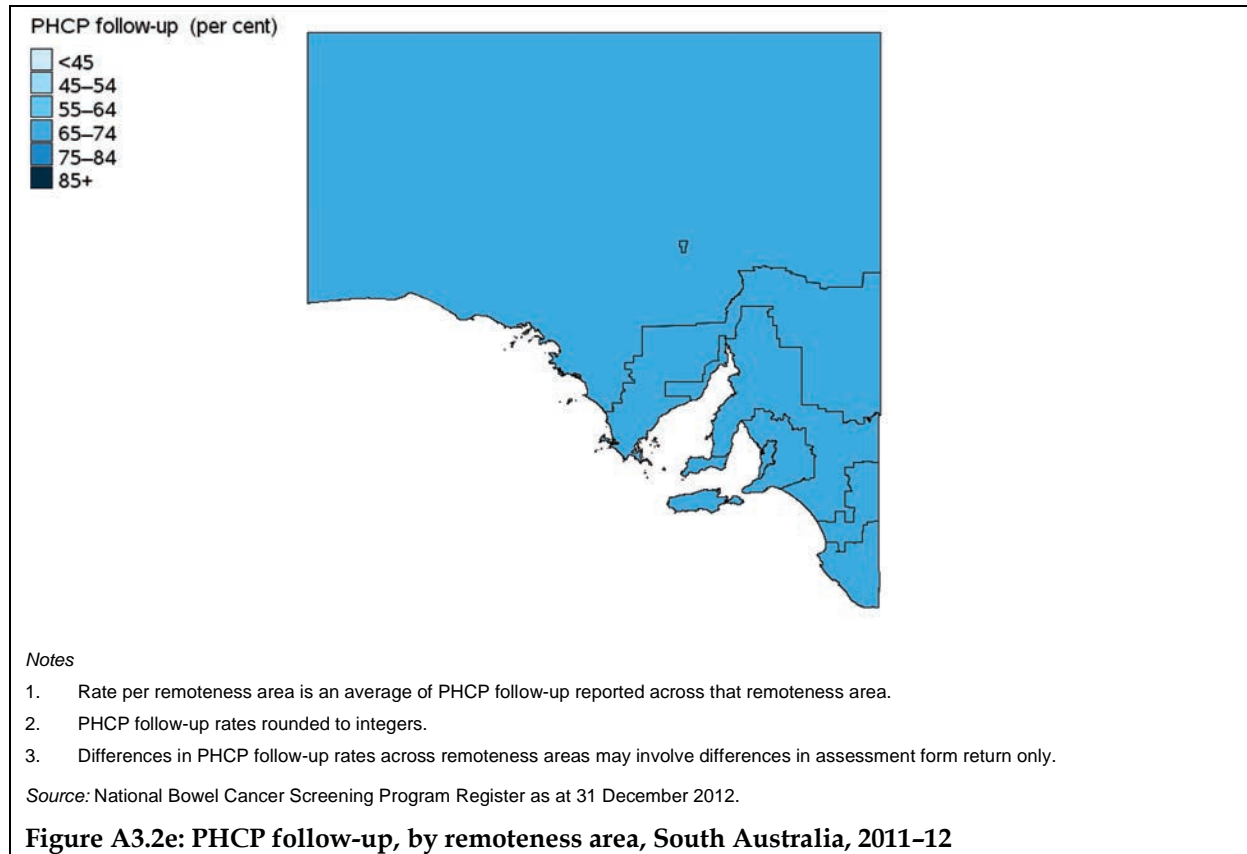 PHCP follow-up (per cent)
<45
45–54
55–64
65–74
75–84
85+
Notes
1. Rate per remoteness area is an average of PHCP follow-up reported across that remoteness area.
2. PHCP follow-up rates rounded to integers.
3. Differences in PHCP follow-up rates across remoteness areas may involve differences in assessment form return only.
Source: National Bowel Cancer Screening Program Register as at 31 December 2012.
Figure A3.2e: PHCP follow-up, by remoteness area, South Australia, 2011–12